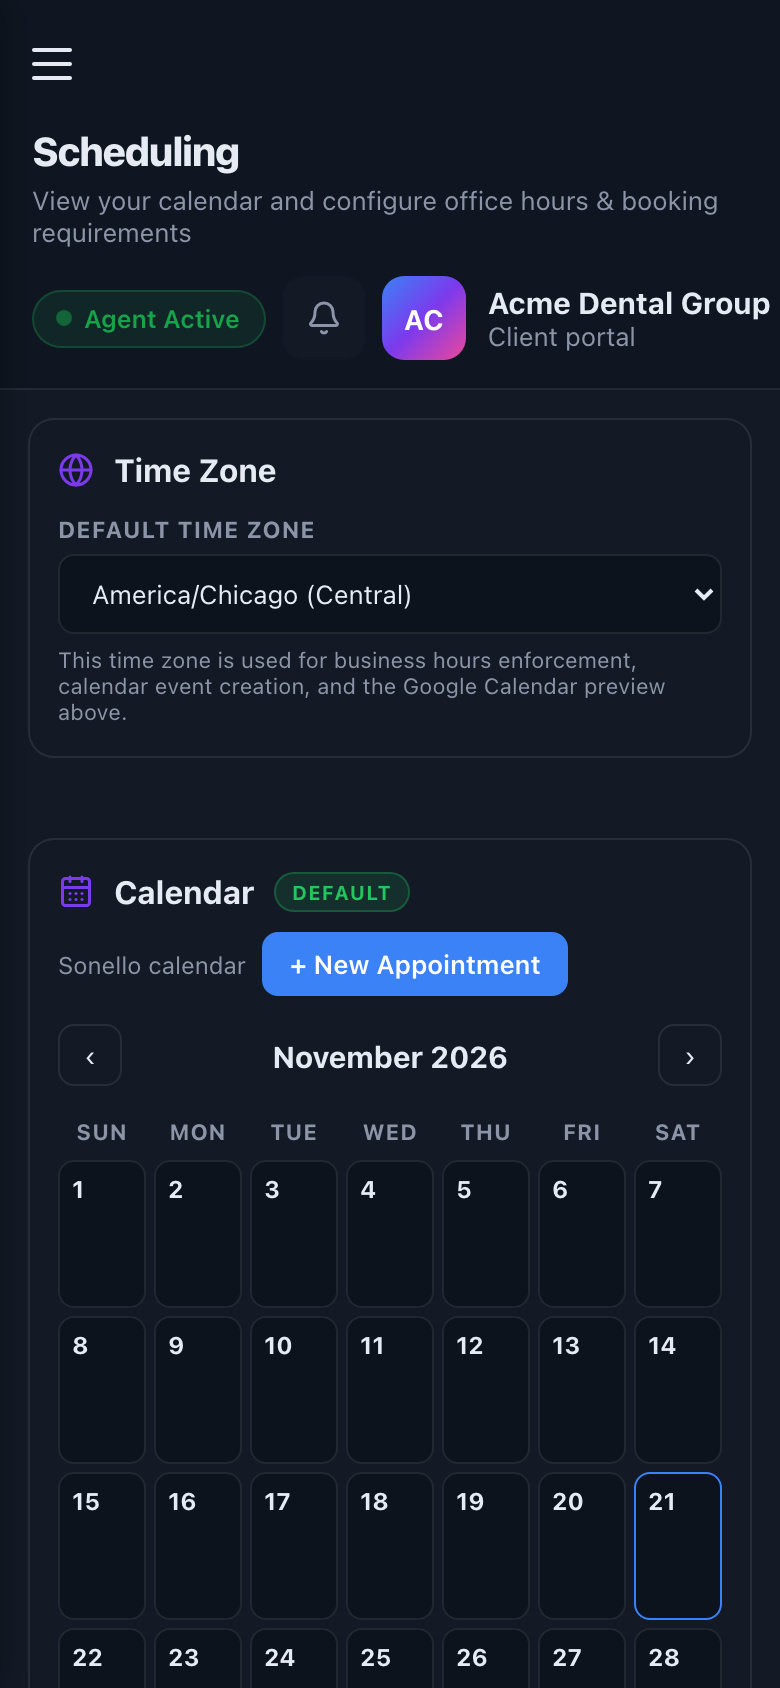 Scheduling
View your calendar and configure office hours & booking
requirements
Agent Active
AC
Acme Dental Group
Client portal
Time Zone
DEFAULT TIME ZONE
America/Chicago (Central)
This time zone is used for business hours enforcement,
calendar event creation, and the Google Calendar preview
above.
Calendar DEFAULT
Sonello calendar + New Appointment
‹ November 2026 ›
SUN MON TUE WED THU FRI SAT
1 2 3 4 5 6 7
8 9 10 11 12 13 14
15 16 17 18 19 20 21
22 23 24 25 26 27 28